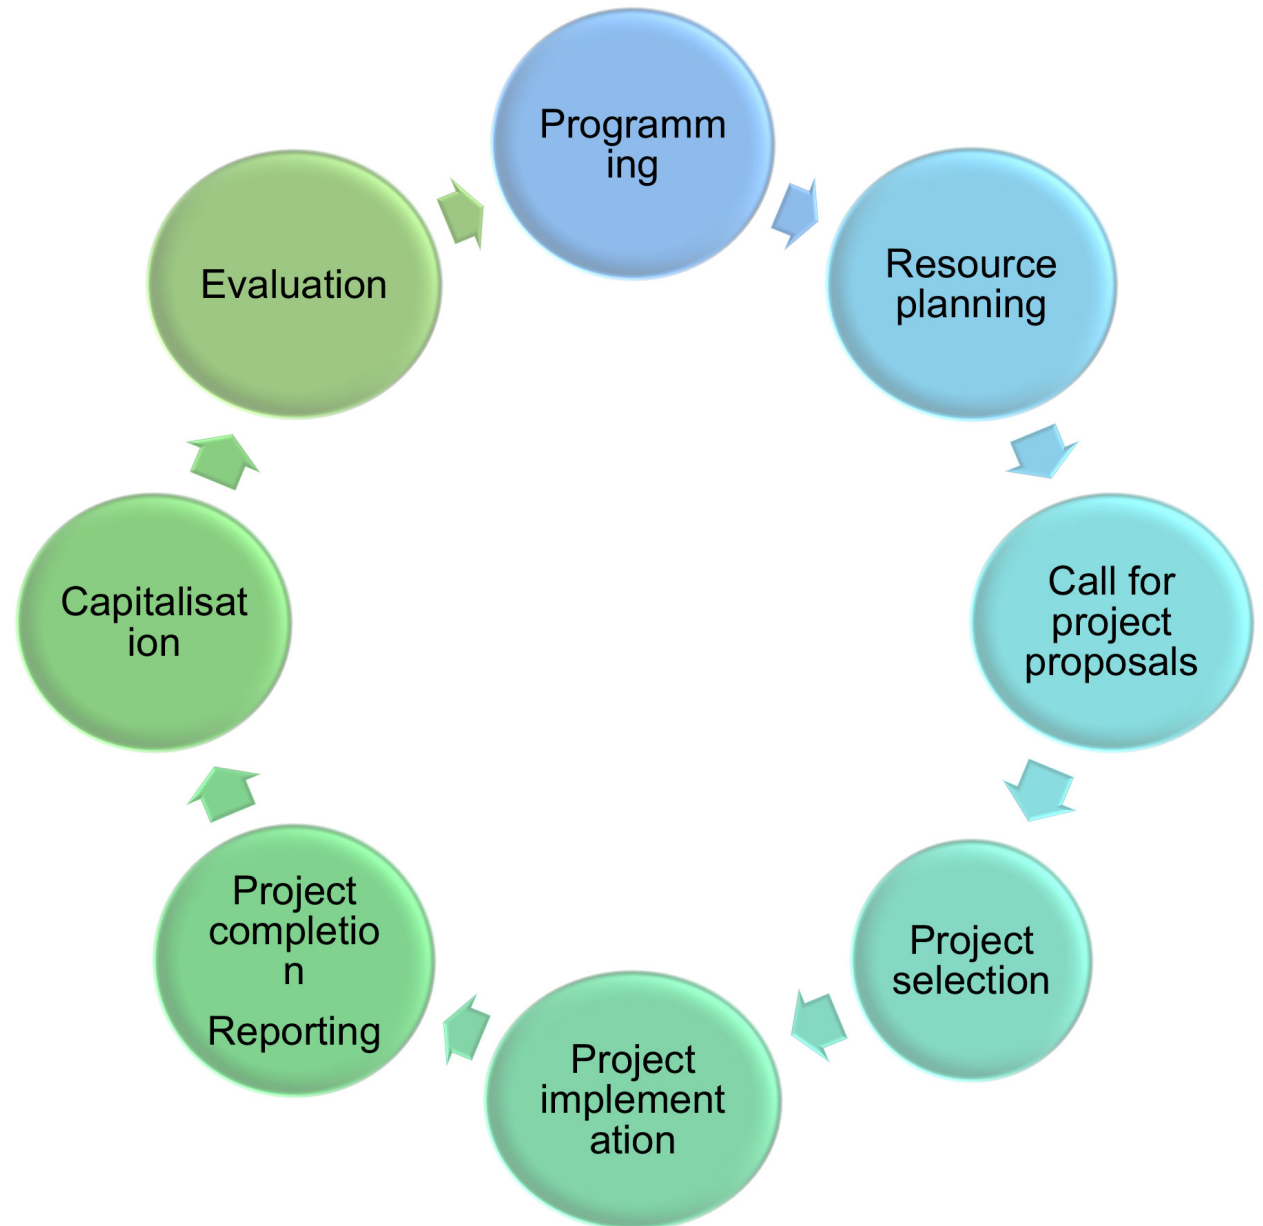 Programm
ing
Resource
planning
Call for
project
proposals
Project
selection
Project
implement
ation
Project
completio
n
Reporting
Capitalisat
ion
Evaluation